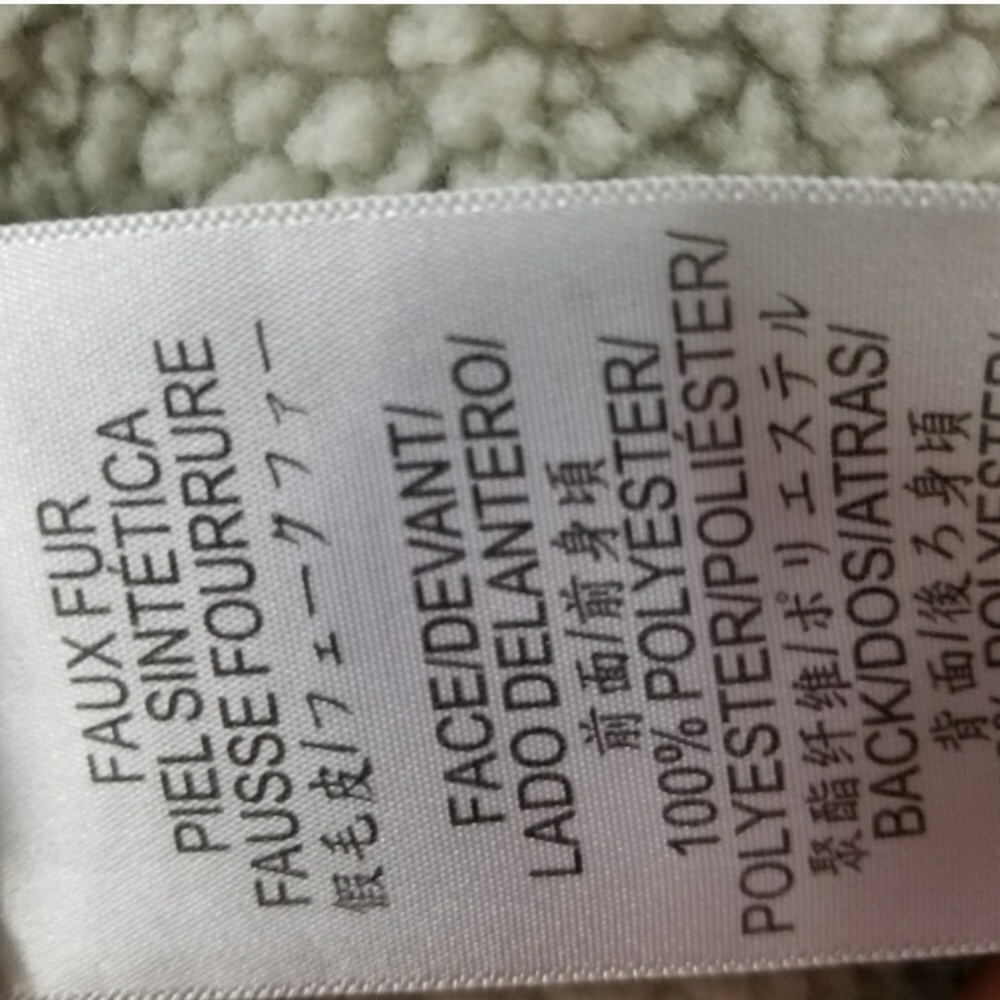 FAUX FUR
PIEL SINTÉTICA
FAUSSE FOURRURE
假毛皮/フェークファー
FACE/DEVANT/
LADO DELANTERO/
前面/前身頃
100% POLYESTER/
POLYESTER/POLIÉSTER/
聚酯纤维/ポリエステル
BACK/DOS/ATRAS/
背面/後ろ身頃